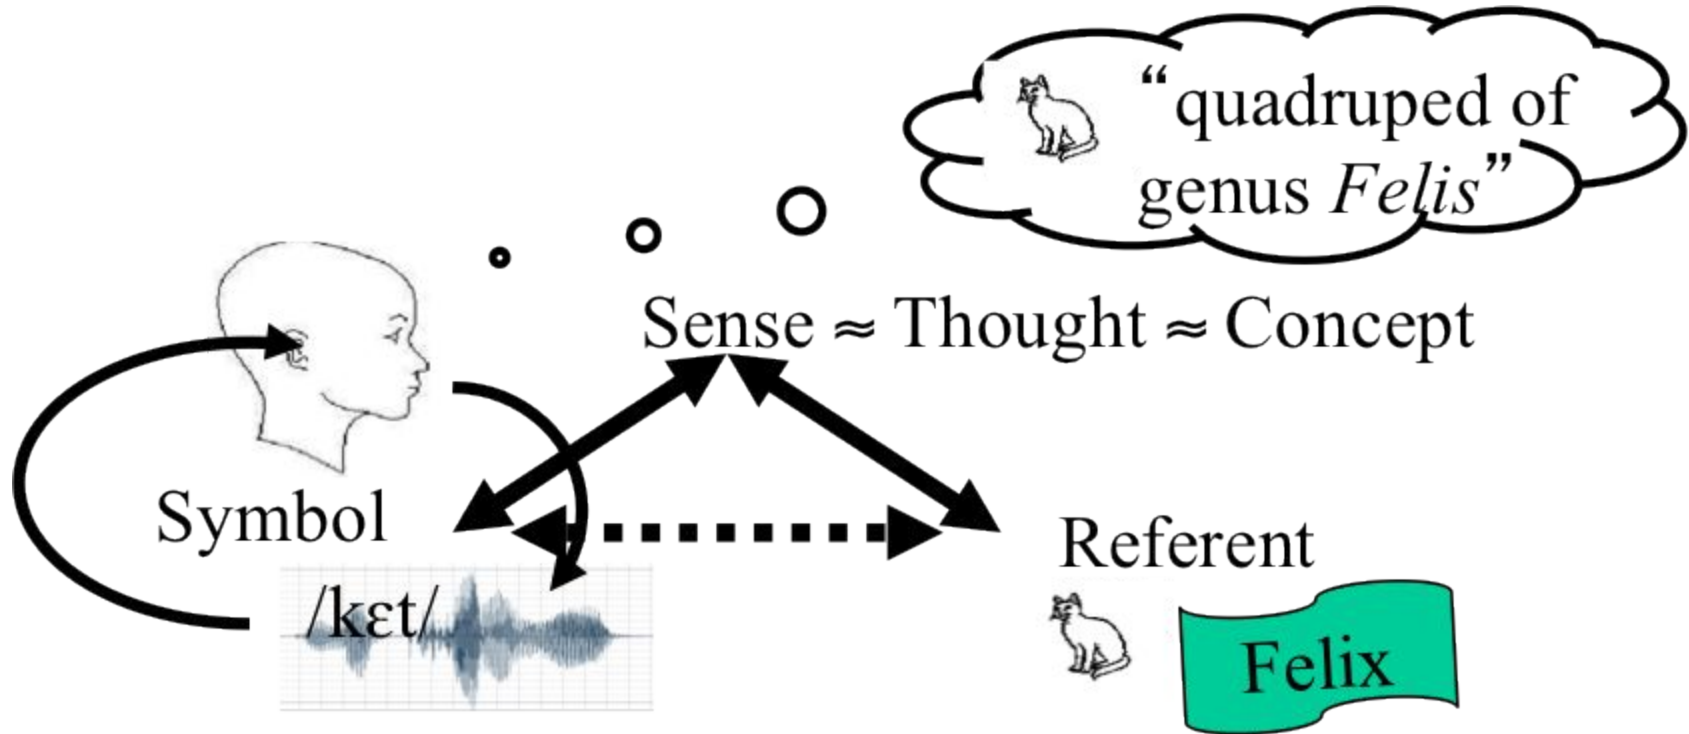 “quadruped of
genus Felis”
Sense ≈ Thought ≈ Concept
Symbol
Referent
/kɛt/
Felix